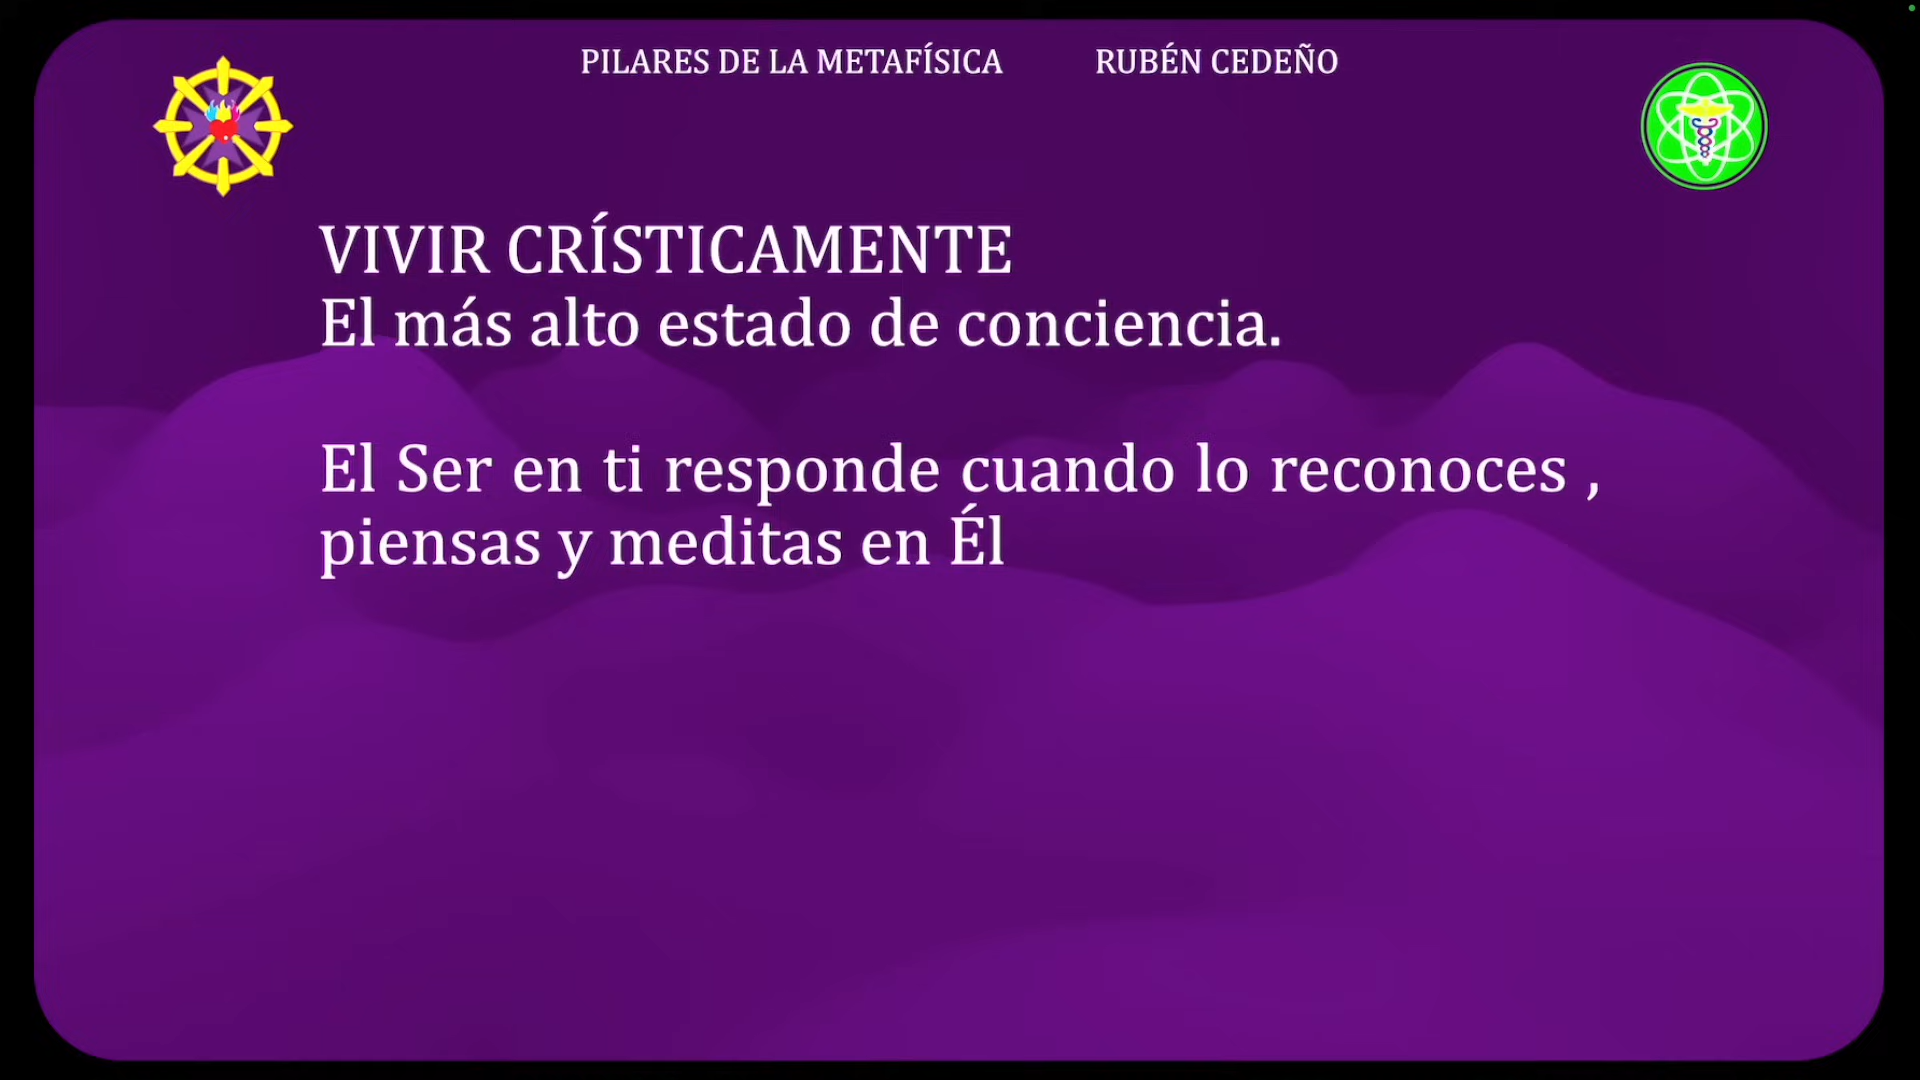 PILARES DE LA METAFÍSICA RUBÉN CEDEÑO
VIVIR CRÍSTICAMENTE
El más alto estado de conciencia.
El Ser en ti responde cuando lo reconoces ,
piensas y meditas en Él